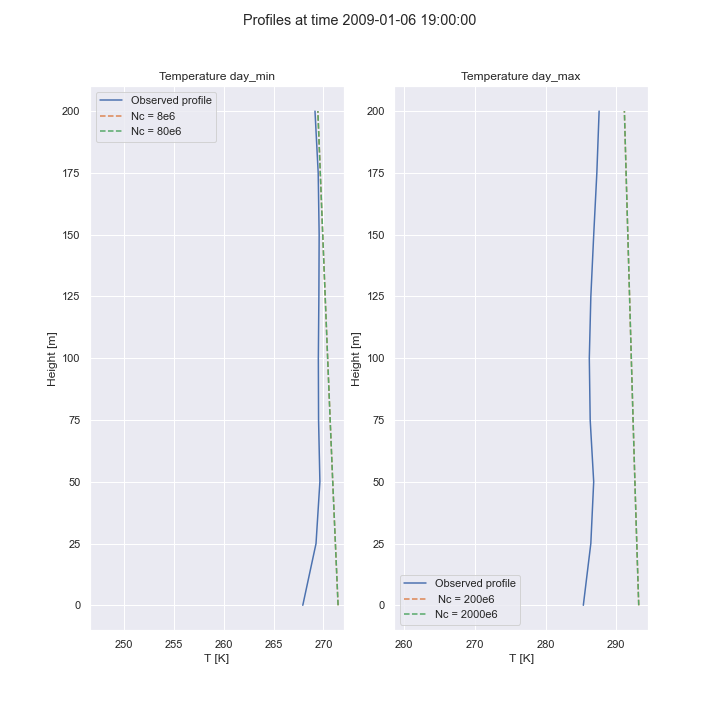 Profiles at time 2009-01-06 19:00:00
Temperature day_min
Observed profile
Nc = 8e6
Nc = 80e6
200
175
150
125
100
75
50
25
0
Height [m]
250 255 260 265 270
T [K]
Temperature day_max
200
175
150
125
100
75
50
25
0
Height [m]
Observed profile
Nc = 200e6
Nc = 2000e6
260 270 280 290
T [K]